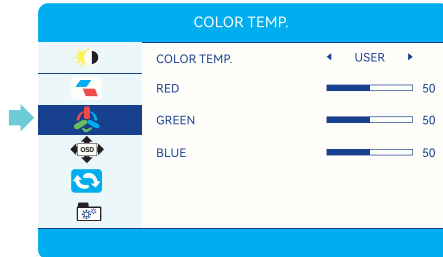 COLOR TEMP.
COLOR TEMP. USER
RED 50
GREEN 50
OSD
BLUE 50